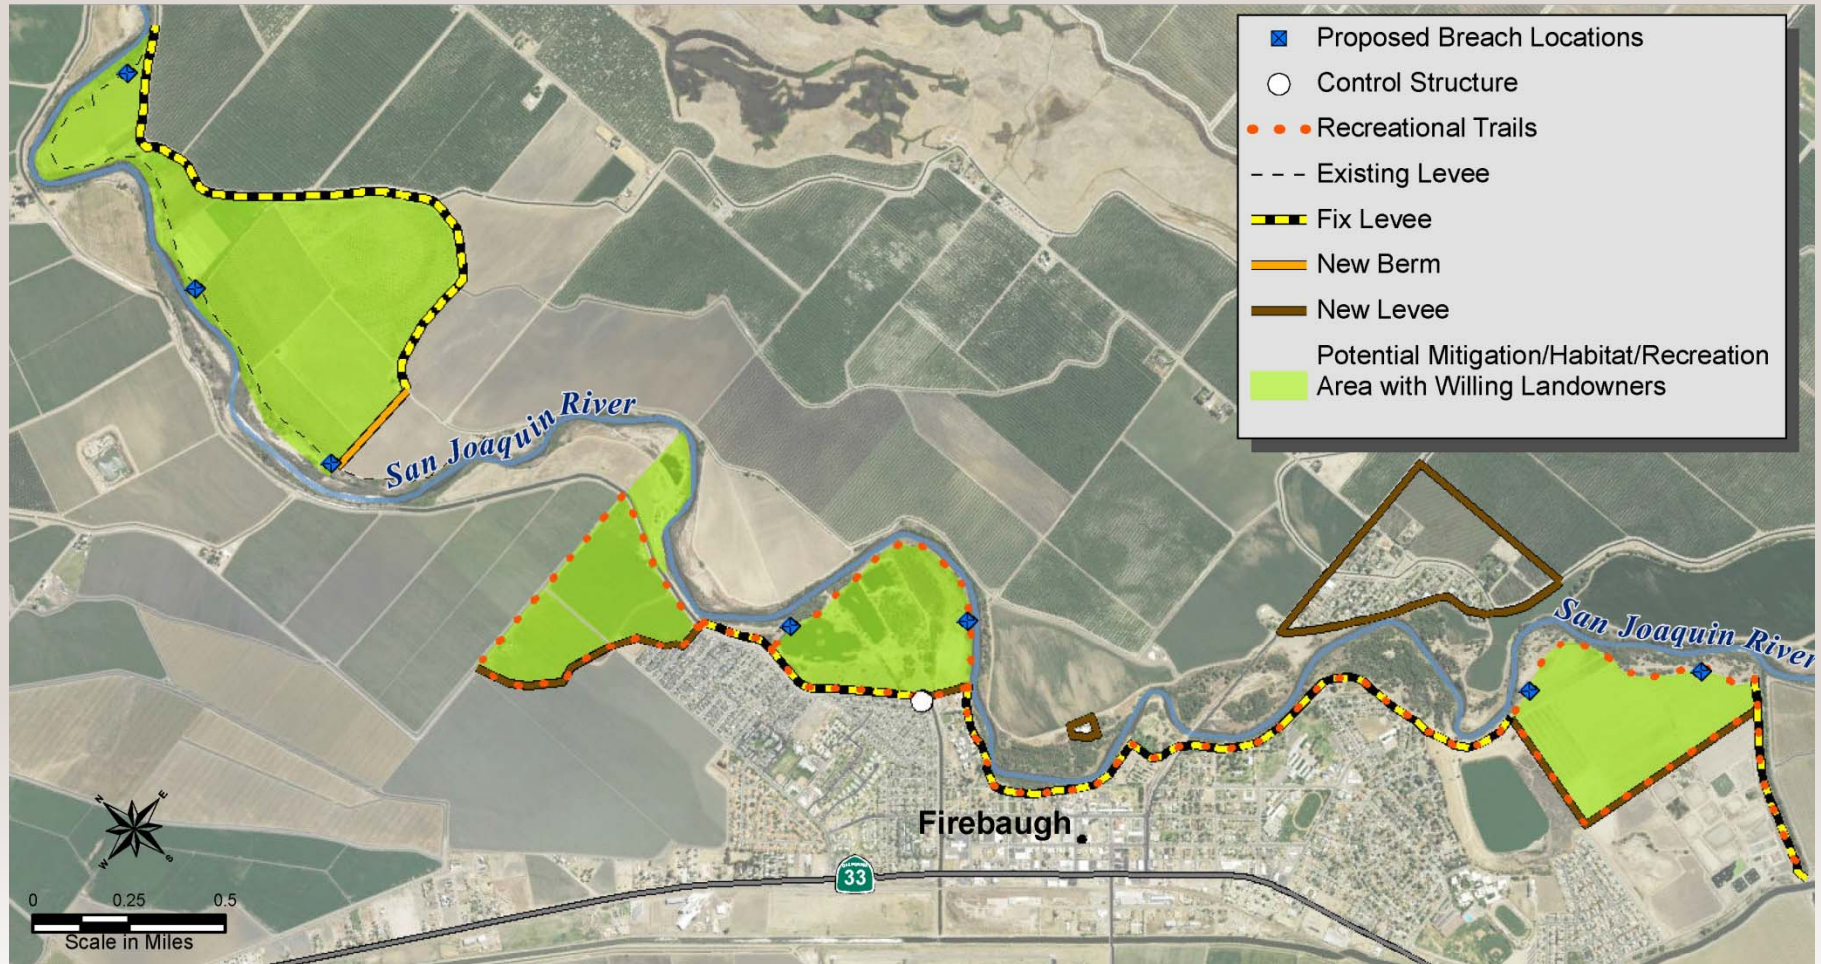 Proposed Breach Locations
Control Structure
Recreational Trails
Existing Levee
Fix Levee
New Berm
New Levee
Potential Mitigation/Habitat/Recreation
Area with Willing Landowners
San Joaquin River
San Joaquin River
Firebaugh
33
N
E
W
S
0 0.25 0.5
Scale in Miles